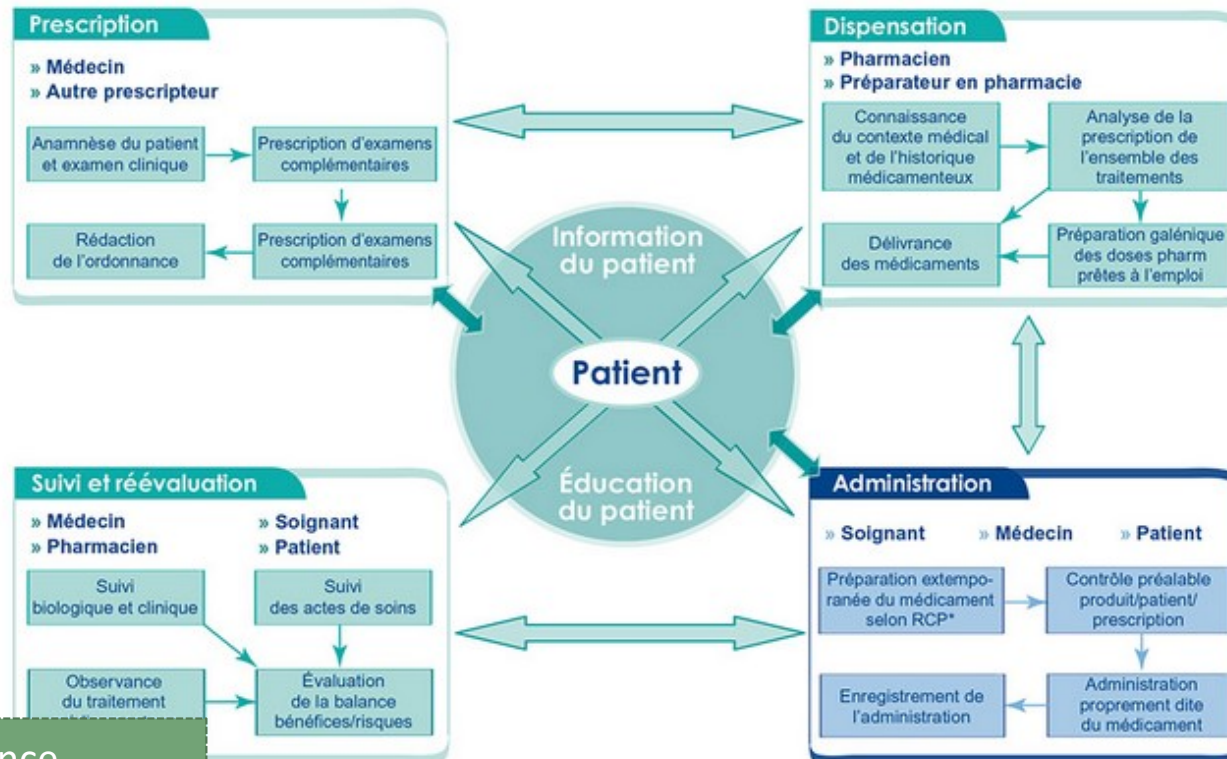 Prescription
» Médecin
» Autre prescripteur
Anamnèse du patient
et examen clinique
Prescription d'examens
complémentaires
Rédaction
de l'ordonnance
Prescription d'examens
complémentaires
Dispensation
» Pharmacien
» Préparateur en pharmacie
Connaissance
du contexte médical
et de l'historique
médicamenteux
Analyse de la
prescription de
l'ensemble des
traitements
Délivrance
des médicaments
Préparation galénique
des doses pharm
prêtes à l'emploi
Information
du patient
Patient
Éducation
du patient
Suivi et réévaluation
» Médecin
» Pharmacien
» Soignant
» Patient
Suivi
biologique et clinique
Suivi
des actes de soins
Observance
du traitement
Évaluation
de la balance
bénéfices/risques
Administration
» Soignant » Médecin » Patient
Préparation extempo-
ranée du médicament
selon RCP*
Contrôle préalable
produit/patient/
prescription
Enregistrement de
l'administration
Administration
proprement dite
du médicament